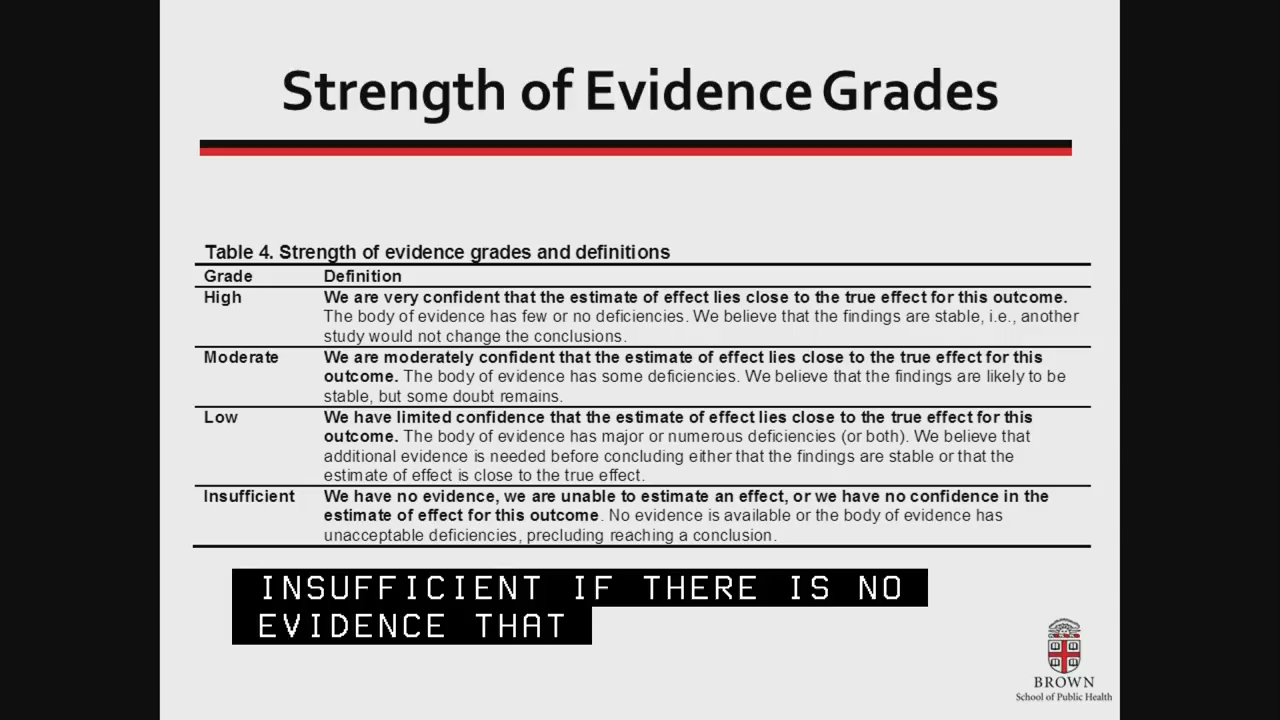 Strength of Evidence Grades
Table 4. Strength of evidence grades and definitions
Grade Definition
High We are very confident that the estimate of effect lies close to the true effect for this outcome.
The body of evidence has few or no deficiencies. We believe that the findings are stable, i.e., another
study would not change the conclusions.
Moderate We are moderately confident that the estimate of effect lies close to the true effect for this
outcome. The body of evidence has some deficiencies. We believe that the findings are likely to be
stable, but some doubt remains.
Low We have limited confidence that the estimate of effect lies close to the true effect for this
outcome. The body of evidence has major or numerous deficiencies (or both). We believe that
additional evidence is needed before concluding either that the findings are stable or that the
estimate of effect is close to the true effect.
Insufficient We have no evidence, we are unable to estimate an effect, or we have no confidence in the
estimate of effect for this outcome. No evidence is available or the body of evidence has
unacceptable deficiencies, precluding reaching a conclusion.
INSUFFICIENT IF THERE IS NO
EVIDENCE THAT
BROWN
School of Public Health